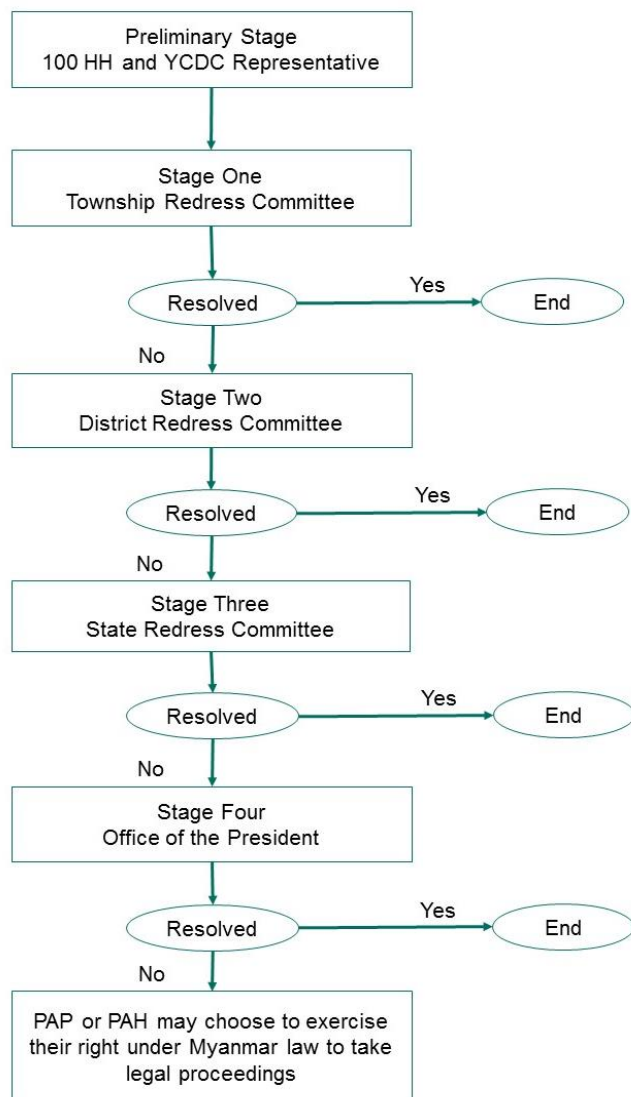 Preliminary Stage
100 HH and YCDC Representative
Stage One
Township Redress Committee
Resolved
Yes
End
No
Stage Two
District Redress Committee
Resolved
Yes
End
No
Stage Three
State Redress Committee
Resolved
Yes
End
No
Stage Four
Office of the President
Resolved
Yes
End
No
PAP or PAH may choose to exercise
their right under Myanmar law to take
legal proceedings